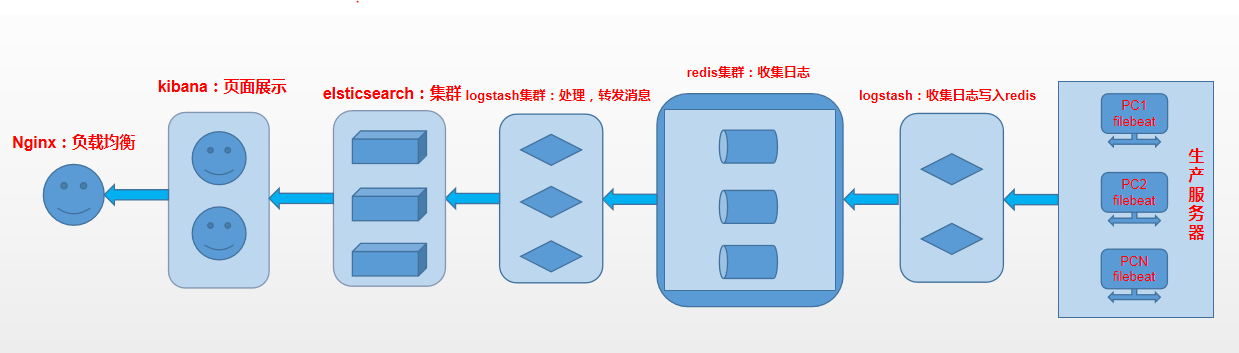 Nginx：负载均衡
kibana：页面展示
elsticsearch：集群
logstash集群：处理，转发消息
redis集群：收集日志
logstash：收集日志写入redis
PC1
filebeat
PC2
filebeat
PCN
filebeat
生产服务器